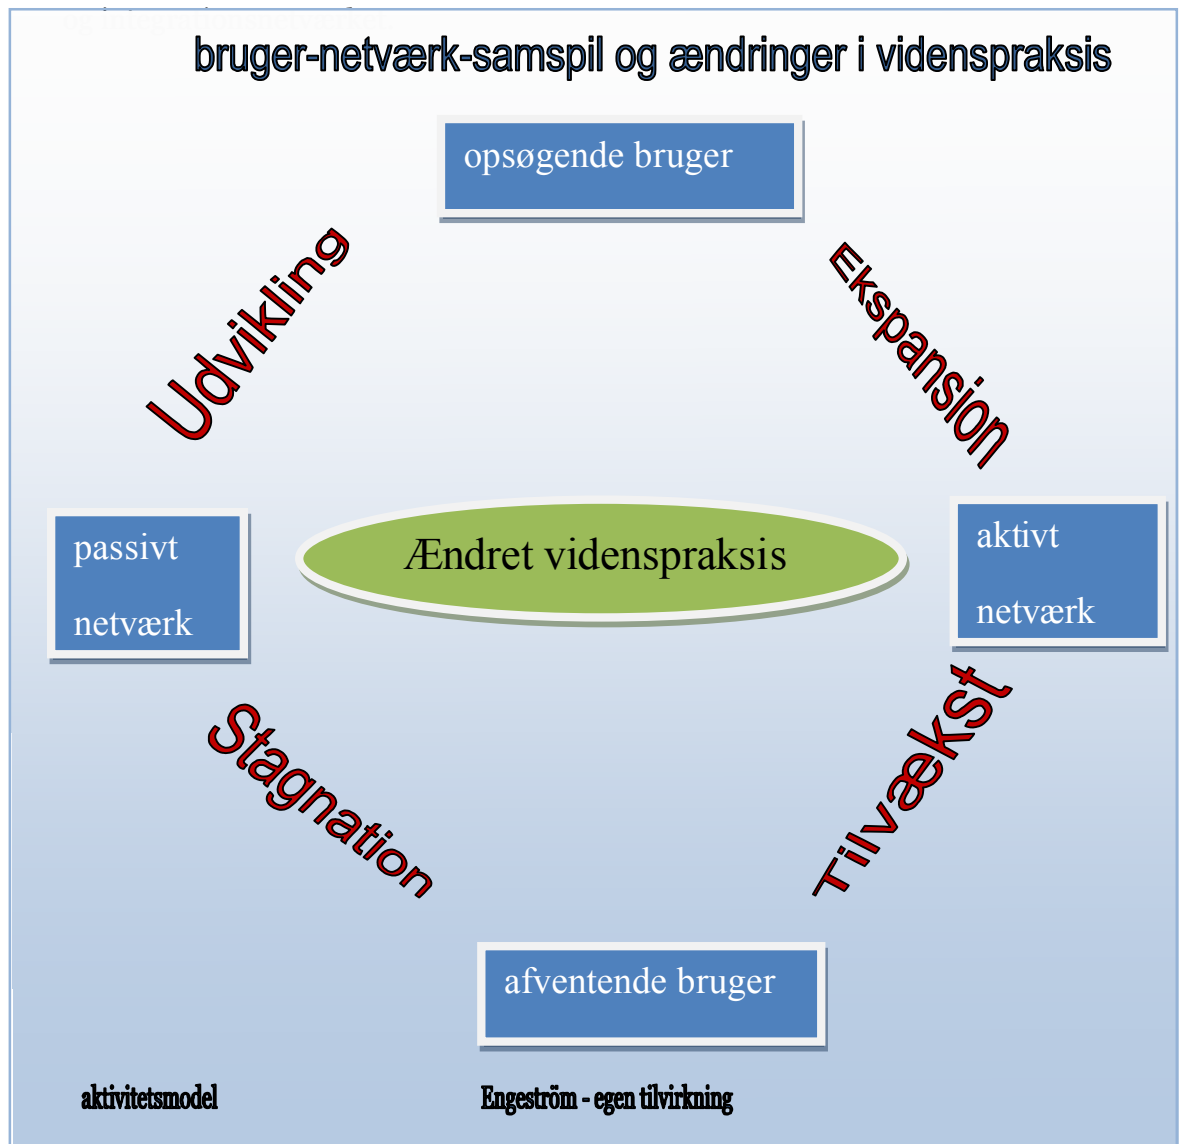 bruger-netværk-samspil og ændringer i videnspraksis
opsøgende bruger
Udvikling
Ekspansion
passivt
netværk
Ændret videnspraksis
aktivt
netværk
Stagnation
Tilvækst
afventende bruger
aktivitetsmodel
Engeström - egen tilvirkning